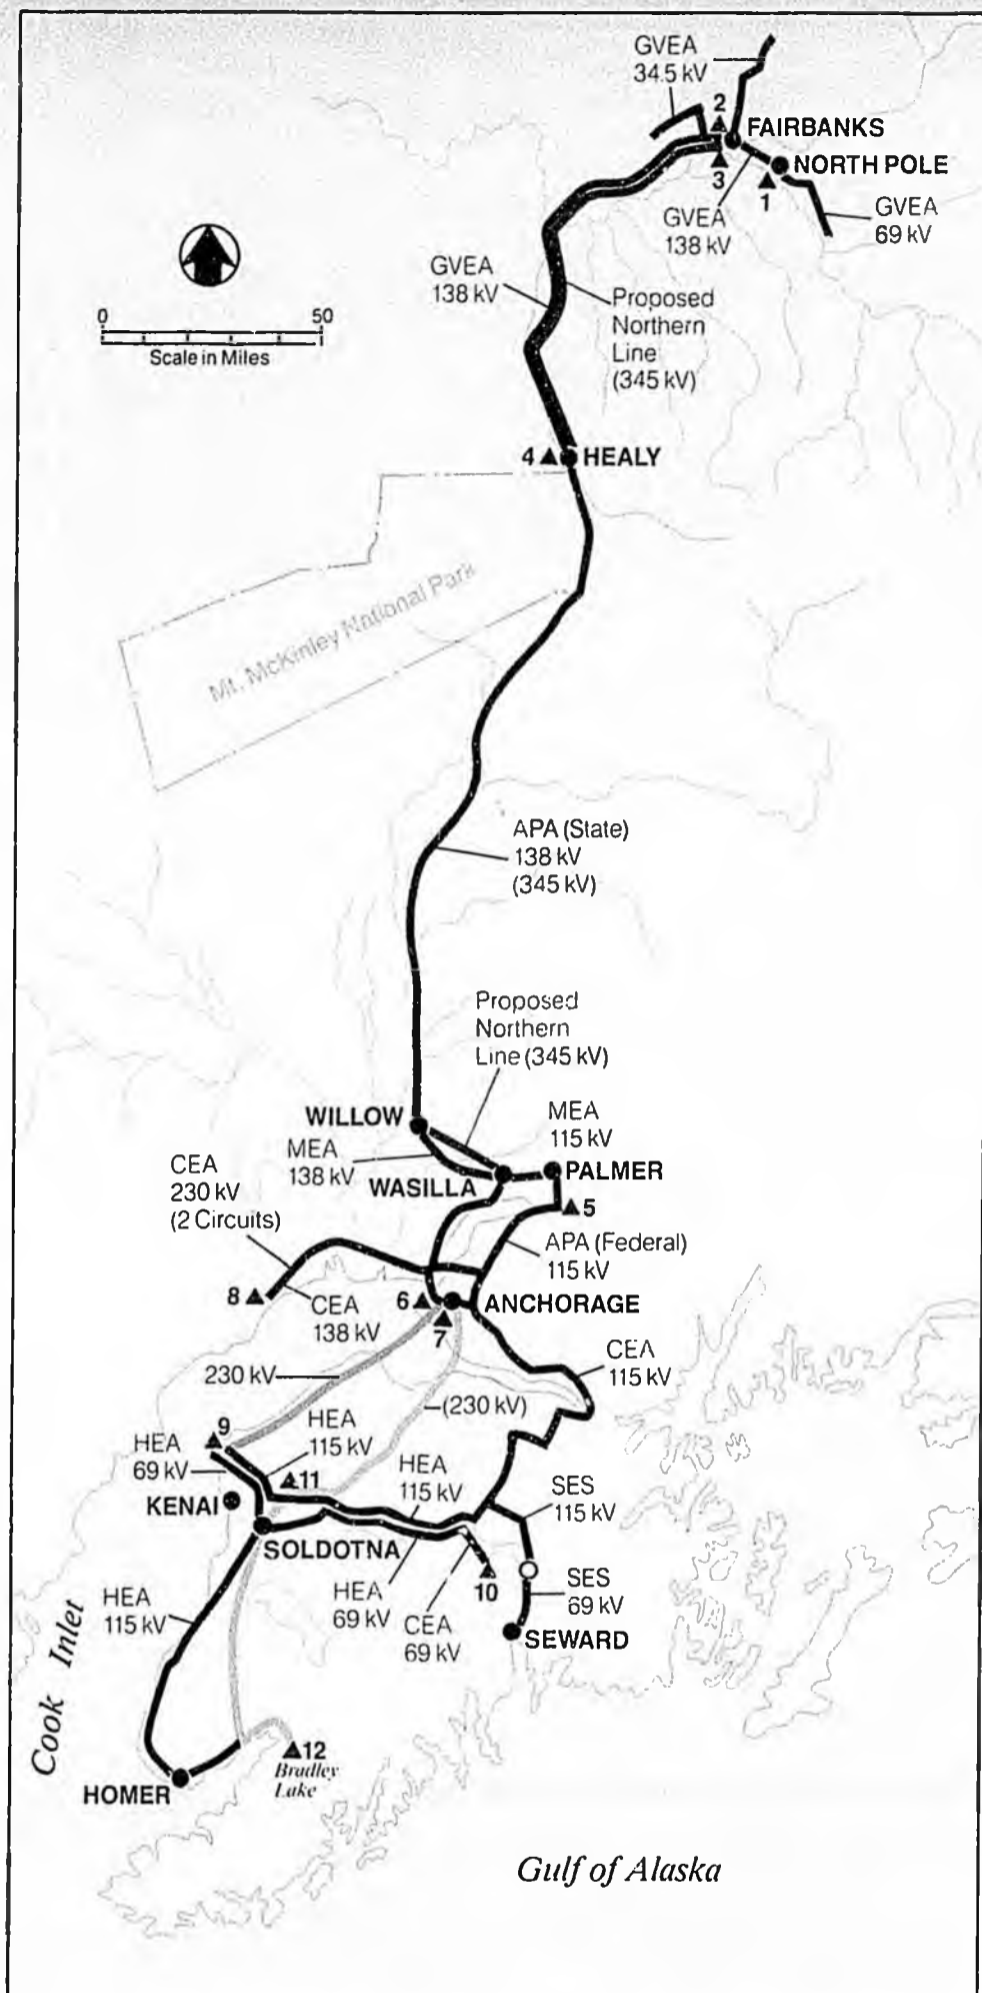 GVEA
34.5 kV
2
FAIRBANKS
NORTH POLE
3
1
GVEA
138 kV
GVEA
69 kV
GVEA
138 kV
Proposed
Northern
Line
(345 kV)
0
50
Scale in Miles
4
HEALY
Mt. McKinley National Park
APA (State)
138 kV
(345 kV)
Proposed
Northern
Line (345 kV)
WILLOW
MEA
115 kV
MEA
138 kV
WASILLA
PALMER
CEA
230 kV
(2 Circuits)
5
APA (Federal)
115 kV
8
CEA
138 kV
6
7
ANCHORAGE
CEA
115 kV
230 kV
(230 kV)
9
HEA
115 kV
HEA
69 kV
11
HEA
115 kV
KENAI
SES
115 kV
SOLDOTNA
10
HEA
69 kV
CEA
69 kV
SES
69 kV
SEWARD
HEA
115 kV
Cook Inlet
12
Bradley
Lake
HOMER
Gulf of Alaska